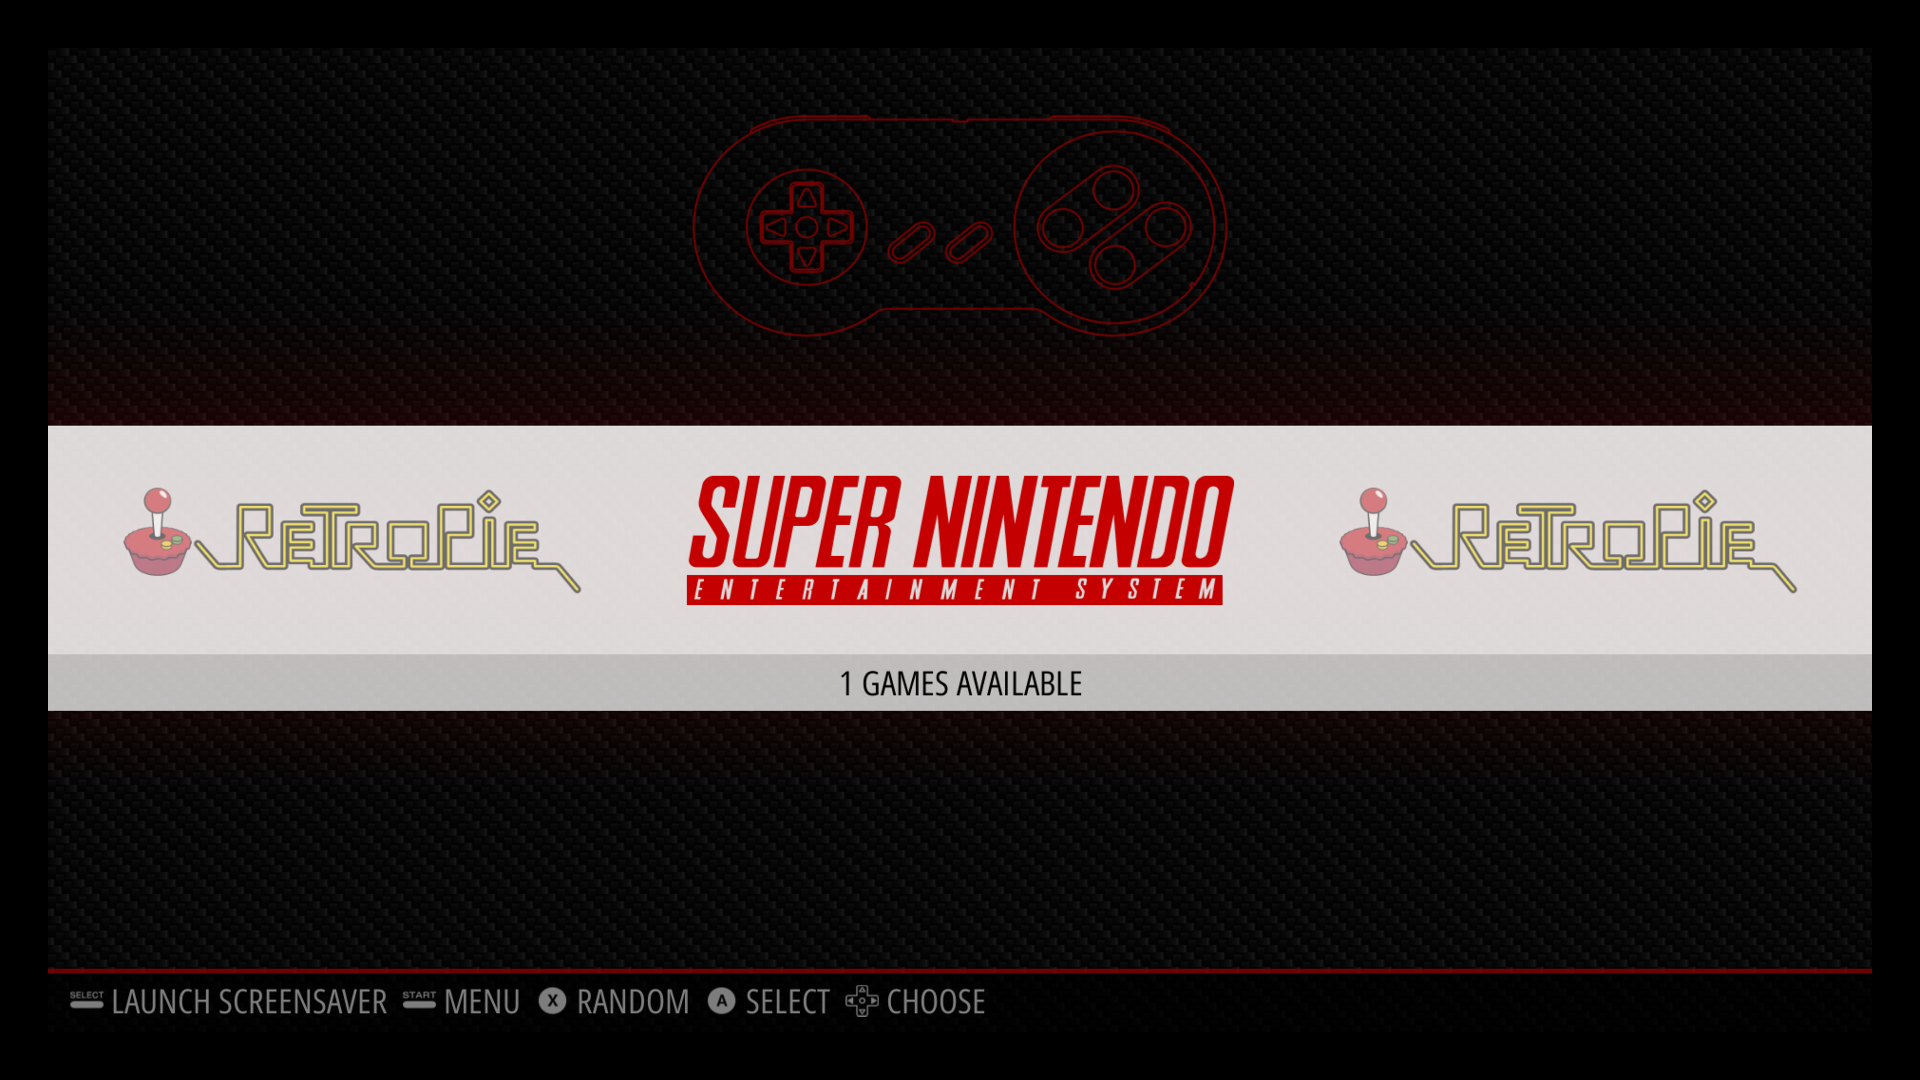 RETROPIE
SUPER NINTENDO
ENTERTAINMENT SYSTEM
RETROPIE
1 GAMES AVAILABLE
SELECT LAUNCH SCREENSAVER START MENU X RANDOM A SELECT CHOOSE